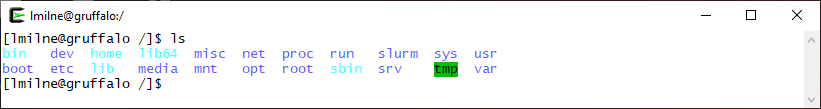 lmilne@gruffalo:/
[lmilne@gruffalo /]$ ls
bin dev home lib64 misc net proc run slurm sys usr
boot etc lib media mnt opt root sbin srv tmp var
[lmilne@gruffalo /]$